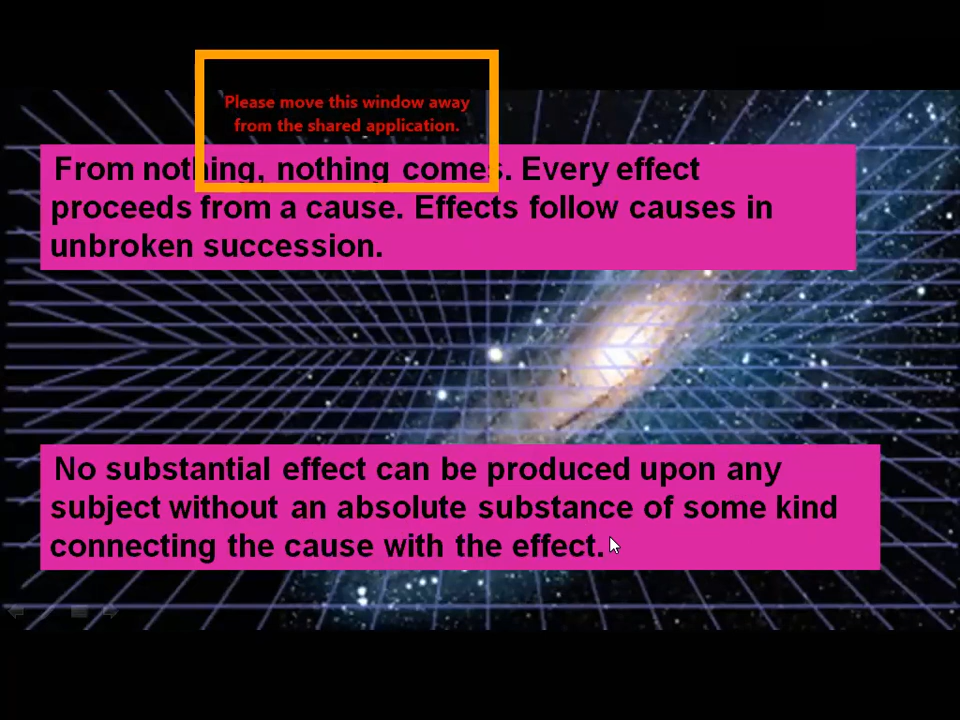 Please move this window away
from the shared application.
From nothing, nothing comes. Every effect
proceeds from a cause. Effects follow causes in
unbroken succession.
No substantial effect can be produced upon any
subject without an absolute substance of some kind
connecting the cause with the effect.